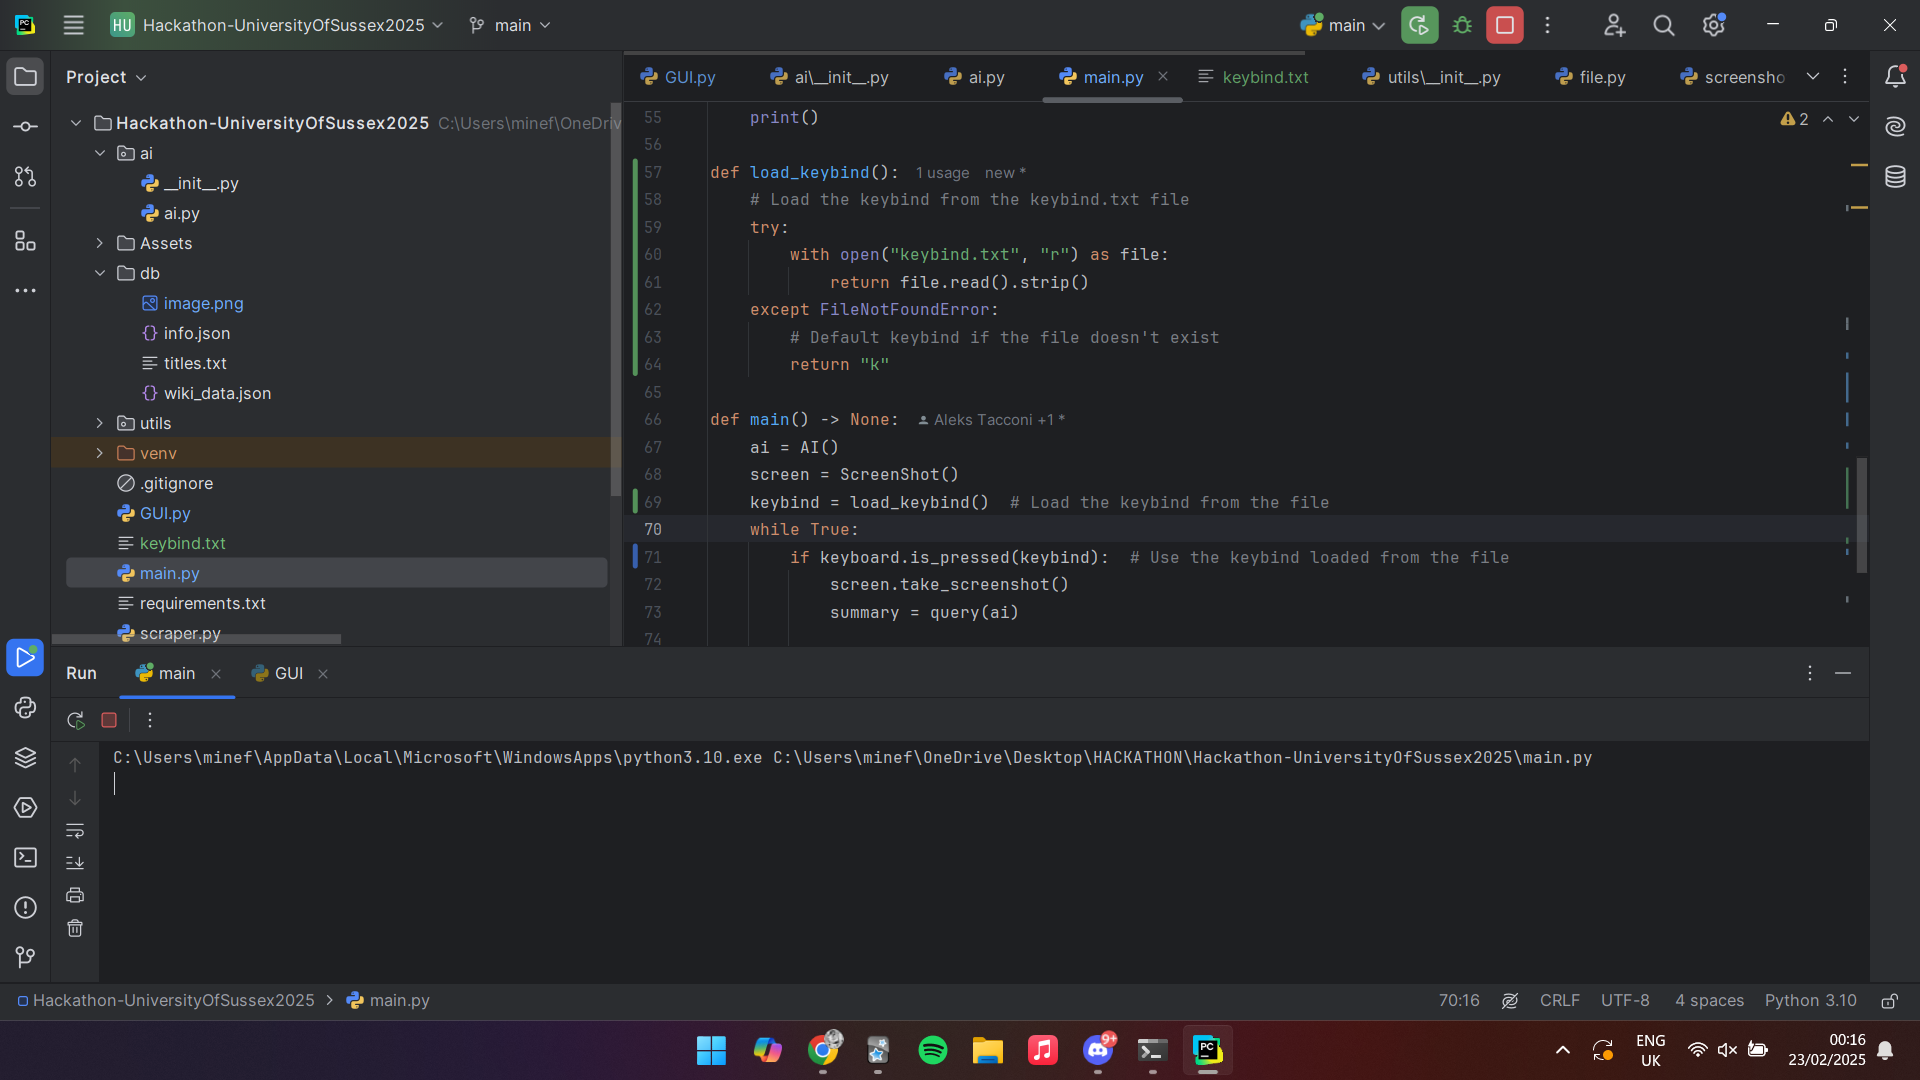 HU Hackathon-UniversityOfSussex2025 main main
Project
Hackathon-UniversityOfSussex2025 C:\Users\minef\OneDriv
ai
__init__.py
ai.py
Assets
db
image.png
info.json
titles.txt
wiki_data.json
utils
venv
.gitignore
GUI.py
keybind.txt
main.py
requirements.txt
scraper.py
GUI.py ai\__init__.py ai.py main.py keybind.txt utils\__init__.py file.py screensho
2
55 print()
56
57 def load_keybind(): 1 usage new *
58 # Load the keybind from the keybind.txt file
59 try:
60 with open("keybind.txt", "r") as file:
61 return file.read().strip()
62 except FileNotFoundError:
63 # Default keybind if the file doesn't exist
64 return "k"
65
66 def main() -> None: Aleks Tacconi +1 *
67 ai = AI()
68 screen = ScreenShot()
69 keybind = load_keybind() # Load the keybind from the file
70 while True:
71 if keyboard.is_pressed(keybind): # Use the keybind loaded from the file
72 screen.take_screenshot()
73 summary = query(ai)
74
Run main GUI
C:\Users\minef\AppData\Local\Microsoft\WindowsApps\python3.10.exe C:\Users\minef\OneDrive\Desktop\HACKATHON\Hackathon-UniversityOfSussex2025\main.py
Hackathon-UniversityOfSussex2025 main.py
70:16 CRLF UTF-8 4 spaces Python 3.10
PC
9+
ENG
UK
00:16
23/02/2025